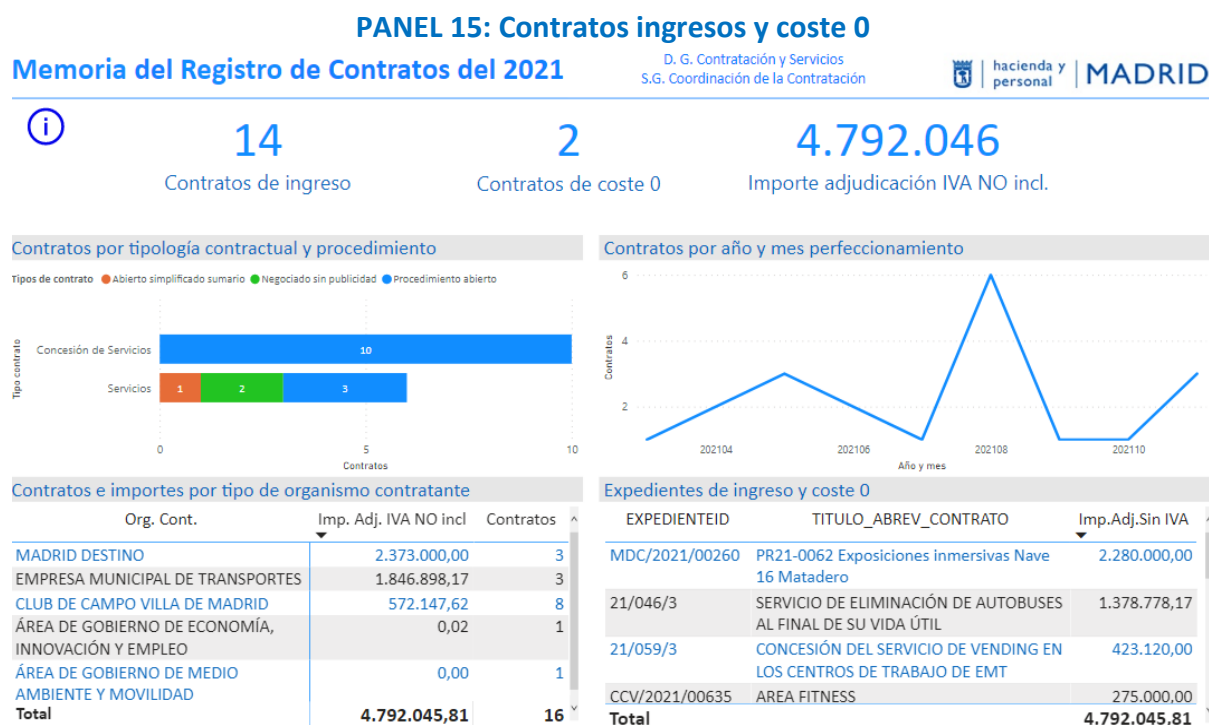 PANEL 15: Contratos ingresos y coste 0
Memoria del Registro de Contratos del 2021
D. G. Contratación y Servicios
S.G. Coordinación de la Contratación
hacienda y
personal
MADRID
i
14
Contratos de ingreso
2
Contratos de coste 0
4.792.046
Importe adjudicación IVA NO incl.
Contratos por tipología contractual y procedimiento
Tipos de contrato Abierto simplificado sumario Negociado sin publicidad Procedimiento abierto
Tipo contrato
Concesión de Servicios 10
Servicios 1 2 3
0 5 10
Contratos
Contratos por año y mes perfeccionamiento
6
4
2
Contratos
202104 202106 202108 202110
Año y mes
Contratos e importes por tipo de organismo contratante
Org. Cont. Imp. Adj. IVA NO incl Contratos
MADRID DESTINO 2.373.000,00 3
EMPRESA MUNICIPAL DE TRANSPORTES 1.846.898,17 3
CLUB DE CAMPO VILLA DE MADRID 572.147,62 8
ÁREA DE GOBIERNO DE ECONOMÍA, 0,02 1
INNOVACIÓN Y EMPLEO
ÁREA DE GOBIERNO DE MEDIO 0,00 1
AMBIENTE Y MOVILIDAD
Total 4.792.045,81 16
Expedientes de ingreso y coste 0
EXPEDIENTEID TITULO_ABREV_CONTRATO Imp.Adj.Sin IVA
MDC/2021/00260 PR21-0062 Exposiciones inmersivas Nave 2.280.000,00
16 Matadero
21/046/3 SERVICIO DE ELIMINACIÓN DE AUTOBUSES 1.378.778,17
AL FINAL DE SU VIDA ÚTIL
21/059/3 CONCESIÓN DEL SERVICIO DE VENDING EN 423.120,00
LOS CENTROS DE TRABAJO DE EMT
CCV/2021/00635 AREA FITNESS 275.000,00
Total 4.792.045,81